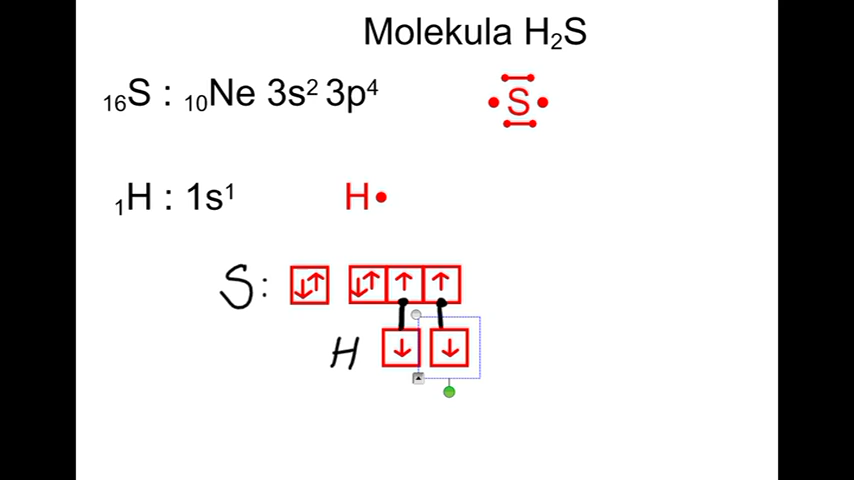 Molekula H₂S
₁₆S : ₁₀Ne 3s² 3p⁴
S
₁H : 1s¹
H
S:
H